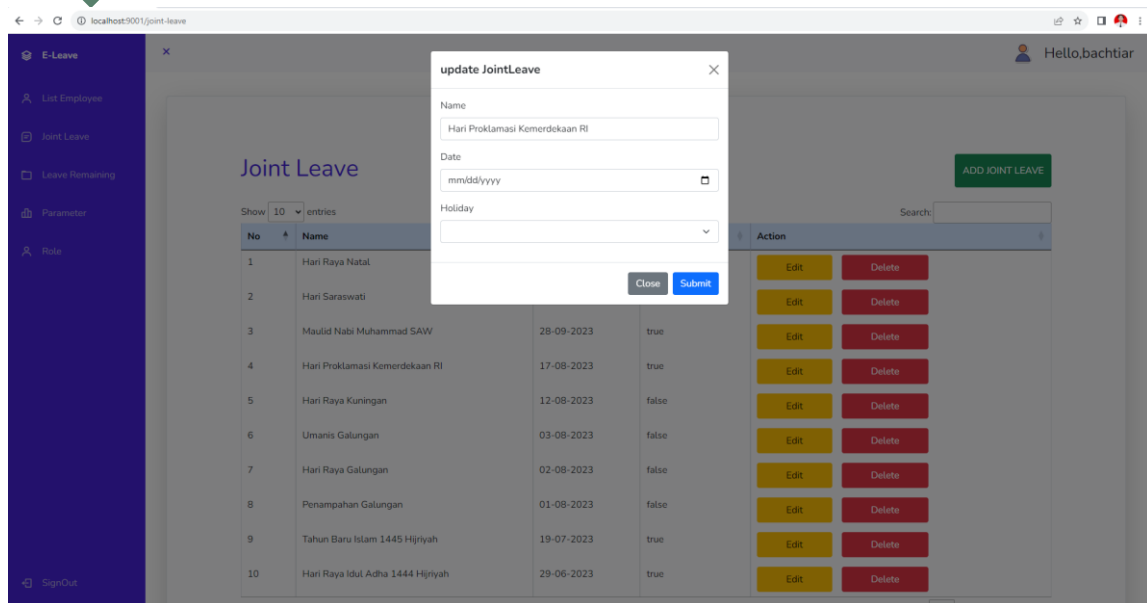 localhost:9001/joint-leave
E-Leave
×
Hello,bachtiar
List Employee
Joint Leave
Leave Remaining
Parameter
Role
SignOut
update JointLeave
Name
Hari Proklamasi Kemerdekaan RI
Date
mm/dd/yyyy
Holiday
Close Submit
Joint Leave
ADD JOINT LEAVE
Show 10 entries Search:
No Name Action
1 Hari Raya Natal Edit Delete
2 Hari Saraswati Edit Delete
3 Maulid Nabi Muhammad SAW 28-09-2023 true Edit Delete
4 Hari Proklamasi Kemerdekaan RI 17-08-2023 true Edit Delete
5 Hari Raya Kuningan 12-08-2023 false Edit Delete
6 Umanis Galungan 03-08-2023 false Edit Delete
7 Hari Raya Galungan 02-08-2023 false Edit Delete
8 Penampahan Galungan 01-08-2023 false Edit Delete
9 Tahun Baru Islam 1445 Hijriyah 19-07-2023 true Edit Delete
10 Hari Raya Idul Adha 1444 Hijriyah 29-06-2023 true Edit Delete